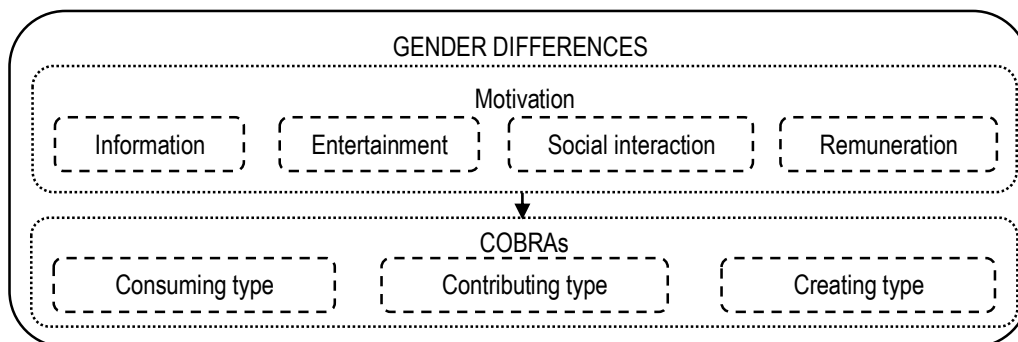 GENDER DIFFERENCES
Motivation
Information Entertainment Social interaction Remuneration
COBRAs
Consuming type Contributing type Creating type